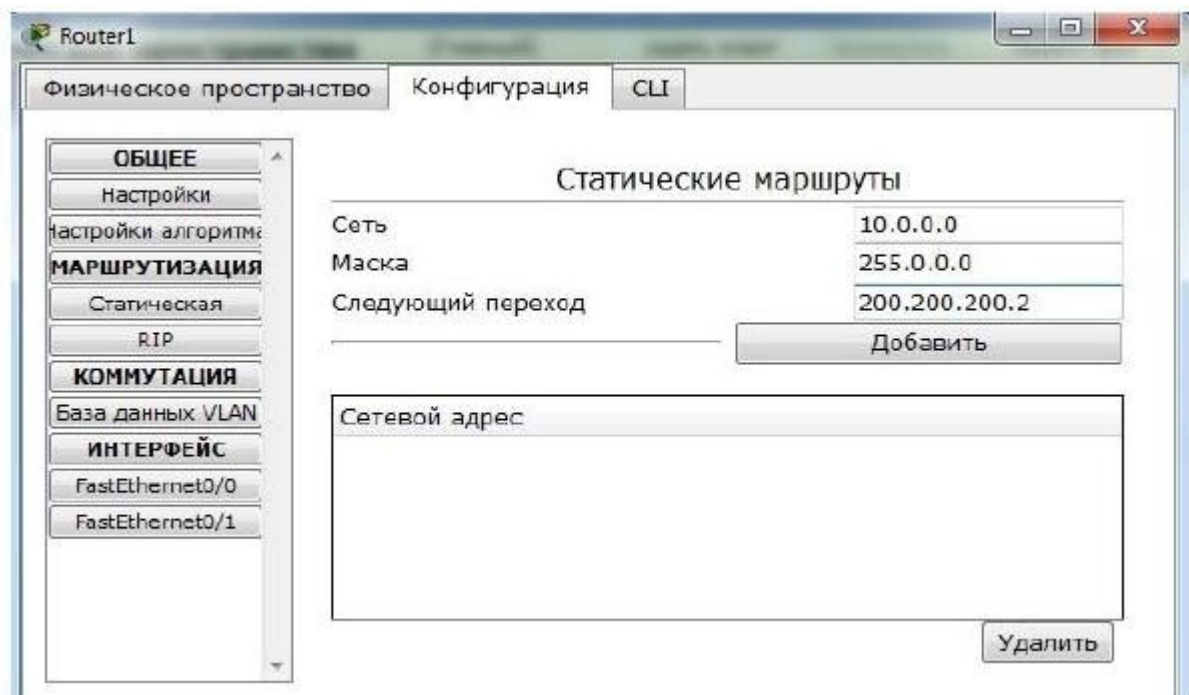 Router1
Физическое пространство Конфигурация CLI
ОБЩЕЕ
Настройки
Настройки алгоритма
МАРШРУТИЗАЦИЯ
Статическая
RIP
КОММУТАЦИЯ
База данных VLAN
ИНТЕРФЕЙС
FastEthernet0/0
FastEthernet0/1
Статические маршруты
Сеть 10.0.0.0
Маска 255.0.0.0
Следующий переход 200.200.200.2
Добавить
Сетевой адрес
Удалить